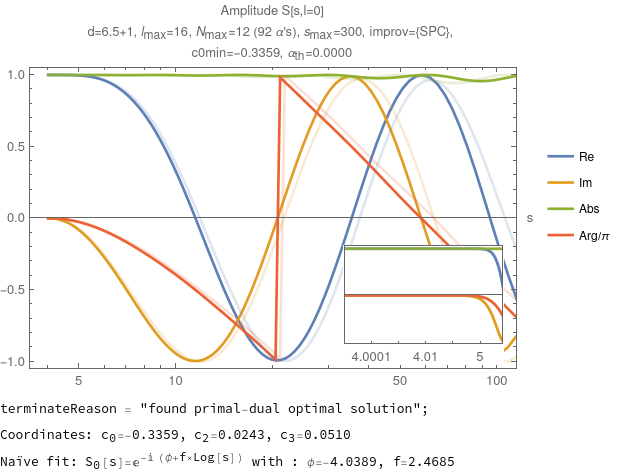 Amplitude S[s,l=0]
d=6.5+1, lmax=16, Nmax=12 (92 α's), smax=300, improv={SPC},
c0min=−0.3359, αth=0.0000
1.0
0.5
0.0
−0.5
−1.0
5 10 50 100
s
Re
Im
Abs
Arg/π
4.0001 4.01 5
terminateReason = "found primal-dual optimal solution";
Coordinates: c0=-0.3359, c2=0.0243, c3=0.0510
Naïve fit: S0[s]=e^-i (ϕ+f×Log[s]) with : ϕ=-4.0389, f=2.4685